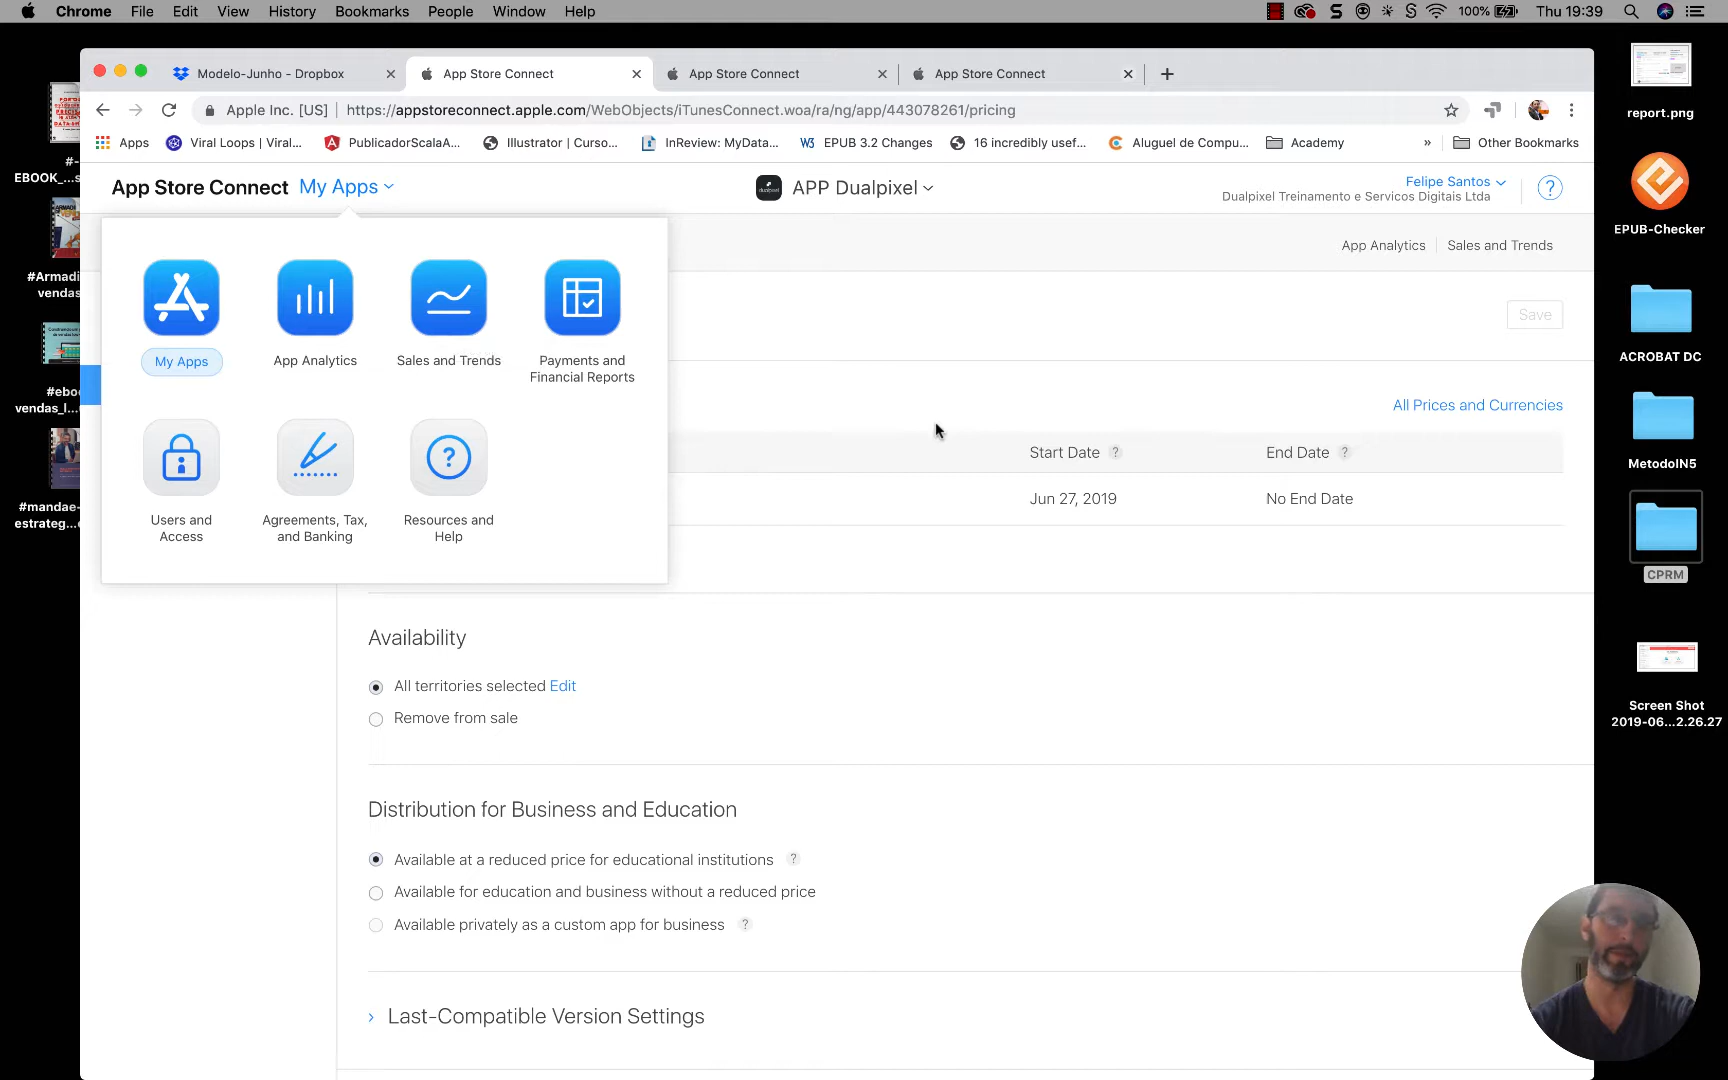 Chrome File Edit View History Bookmarks People Window Help
100% Thu 19:39
Modelo-Junho - Dropbox
App Store Connect
App Store Connect
App Store Connect
Apple Inc. [US] | https://appstoreconnect.apple.com/WebObjects/iTunesConnect.woa/ra/ng/app/443078261/pricing
Apps Viral Loops | Viral... PublicadorScalaA... Illustrator | Curso... InReview: MyData... EPUB 3.2 Changes 16 incredibly usef... Aluguel de Compu... Academy » Other Bookmarks
App Store Connect My Apps
APP Dualpixel
Felipe Santos
Dualpixel Treinamento e Servicos Digitais Ltda
?
App Analytics Sales and Trends
Save
My Apps
App Analytics
Sales and Trends
Payments and
Financial Reports
Users and
Access
Agreements, Tax,
and Banking
Resources and
Help
All Prices and Currencies
Start Date ?
End Date ?
Jun 27, 2019
No End Date
Availability
All territories selected Edit
Remove from sale
Distribution for Business and Education
Available at a reduced price for educational institutions ?
Available for education and business without a reduced price
Available privately as a custom app for business ?
Last-Compatible Version Settings
#-
EBOOK_...s
#Armadi
vendas
#ebo
vendas_l...
#mandae-
estrateg...
report.png
EPUB-Checker
ACROBAT DC
MetodoIN5
CPRM
Screen Shot
2019-06...2.26.27